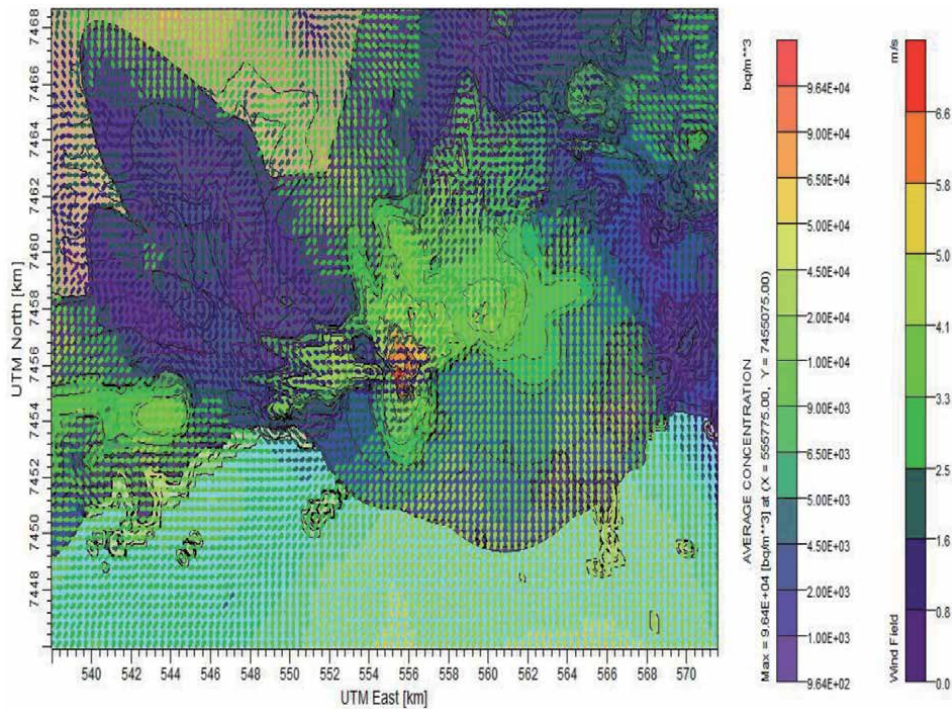 7468
7466
7464
7462
7460
7458
7456
7454
7452
7450
7448
UTM North [km]
540 542 544 546 548 550 552 554 556 558 560 562 564 566 568 570
UTM East [km]
bq/m**3
9.64E+04
9.00E+04
6.50E+04
5.00E+04
4.50E+04
1.00E+04
9.00E+03
6.50E+03
5.00E+03
4.50E+03
2.00E+03
1.00E+03
9.64E+02
AVERAGE CONCENTRATION
Max = 9.64E+04 [bq/m**3] at (X = 555775.00, Y = 7455075.00)
m/s
6.6
5.8
5.0
4.1
3.3
2.5
1.6
0.8
0.0
Wind Field